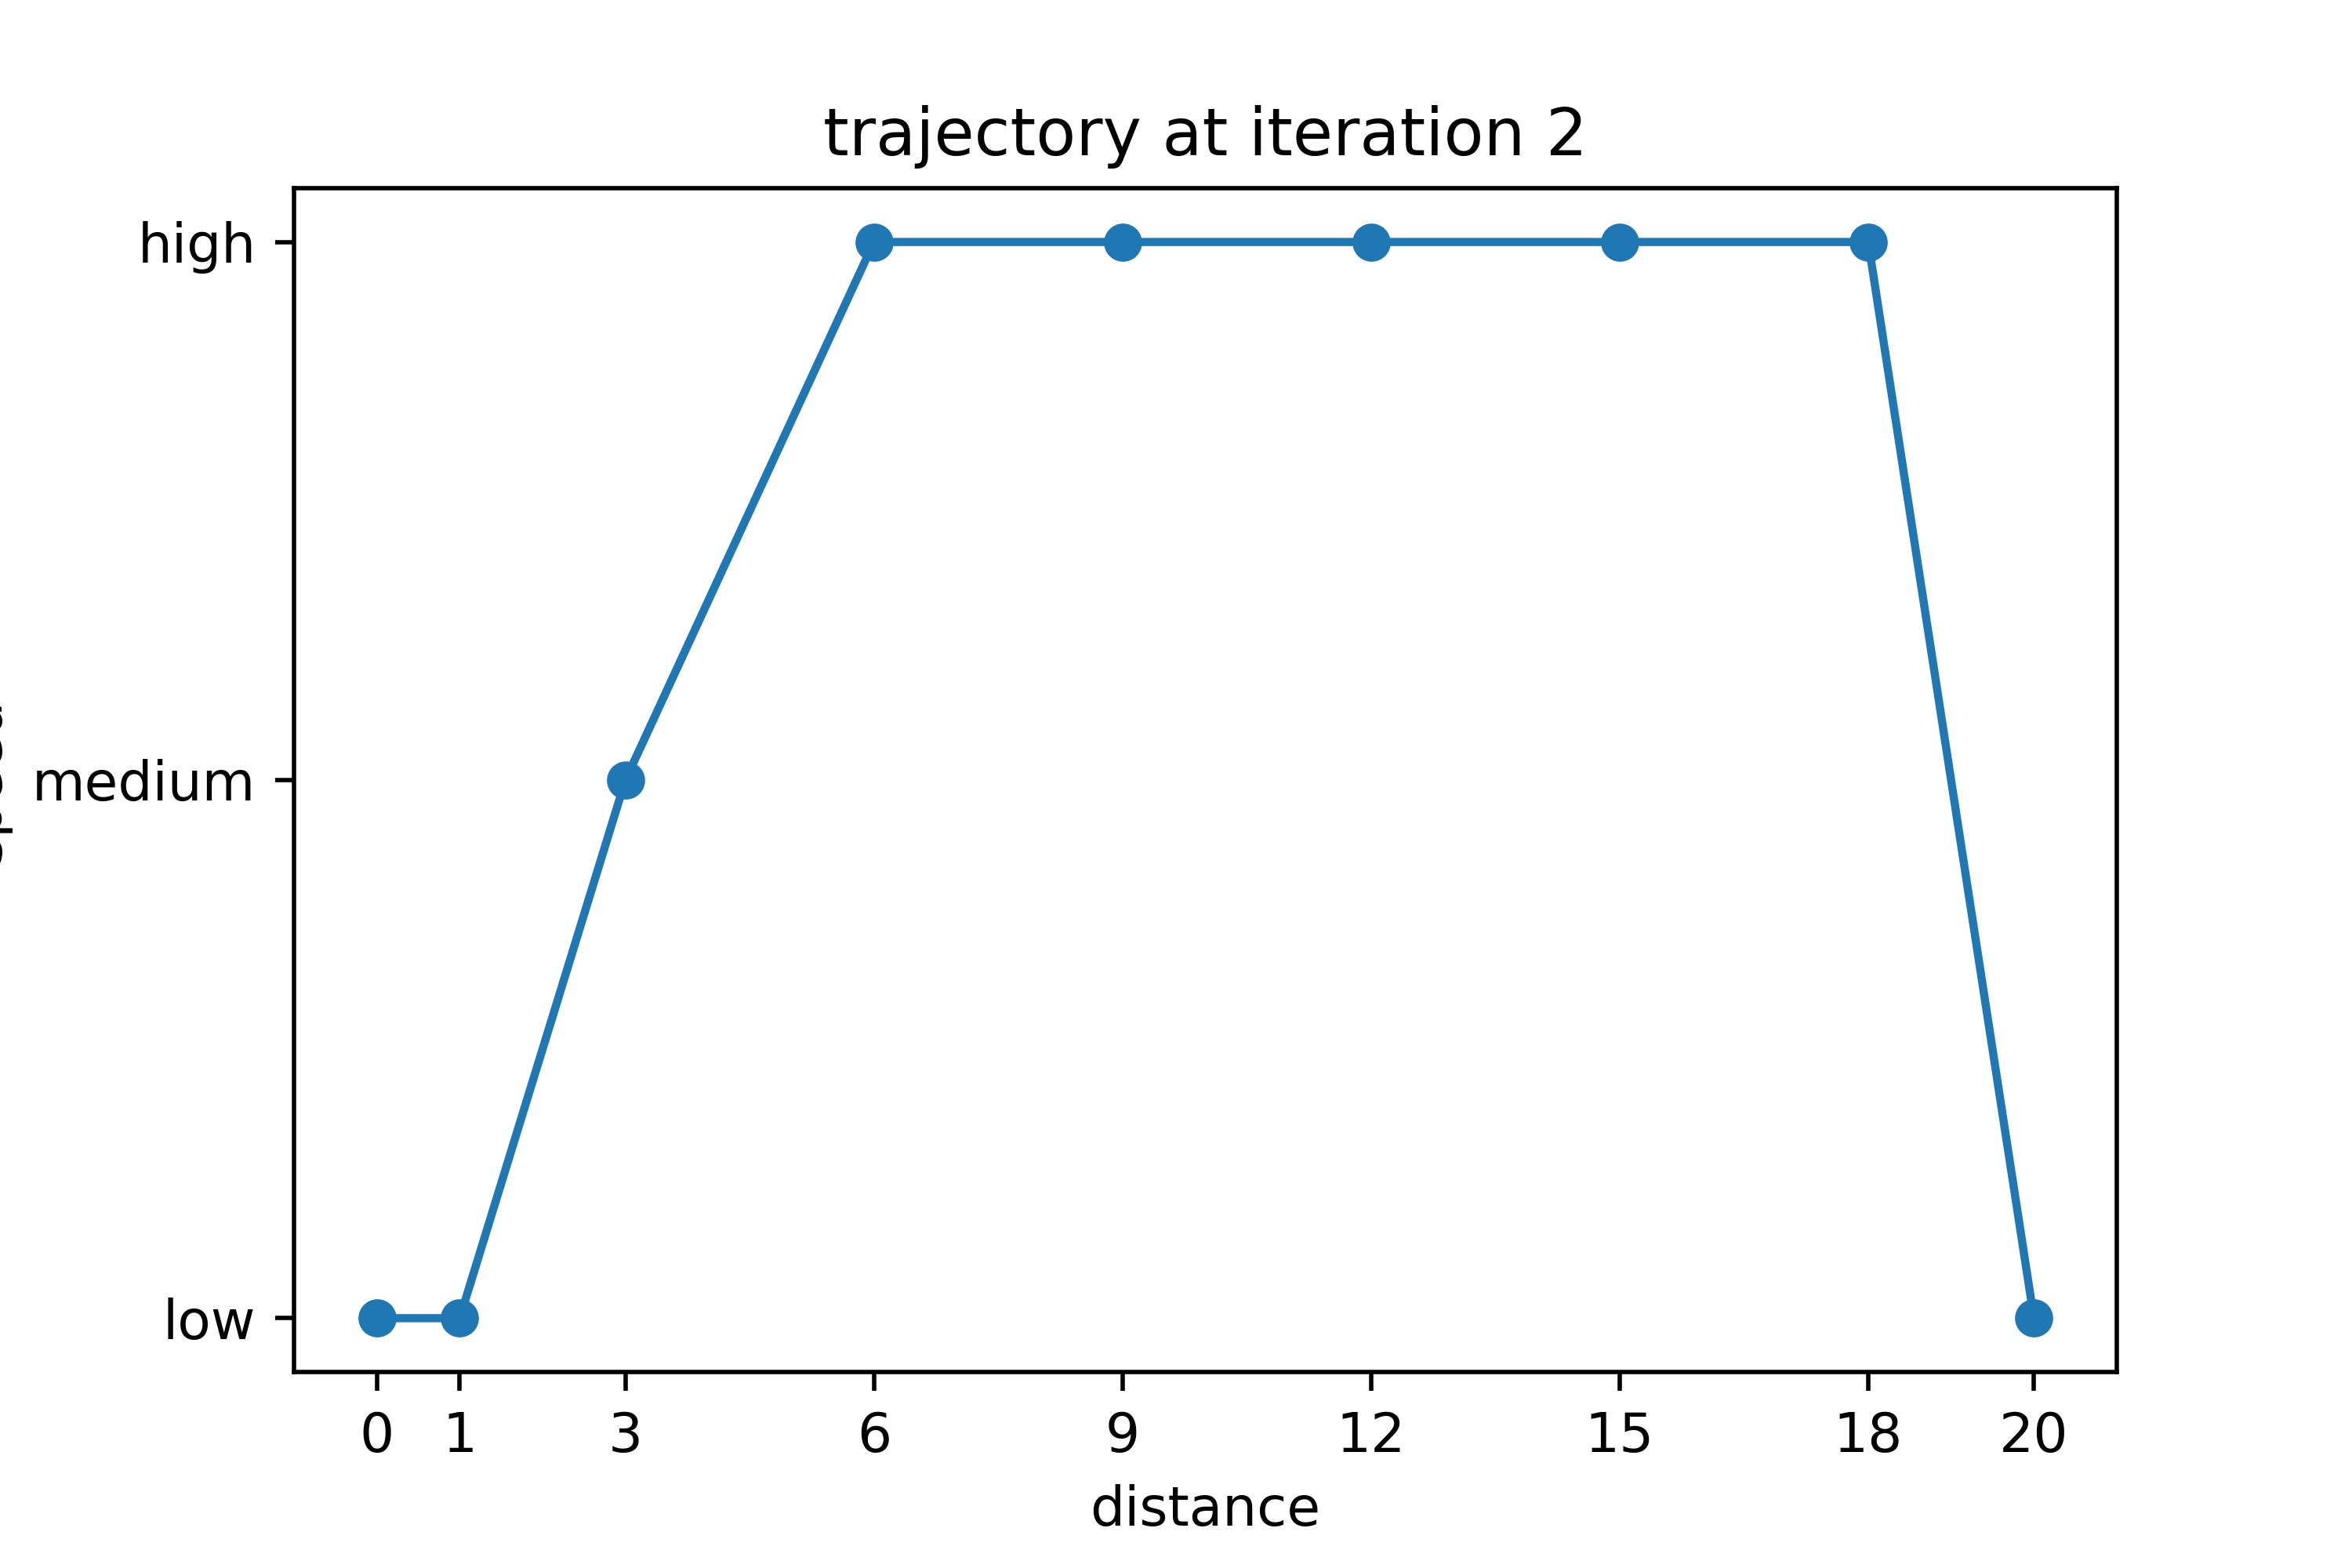 trajectory at iteration 2
high
medium
low
0 1 3 6 9 12 15 18 20
distance